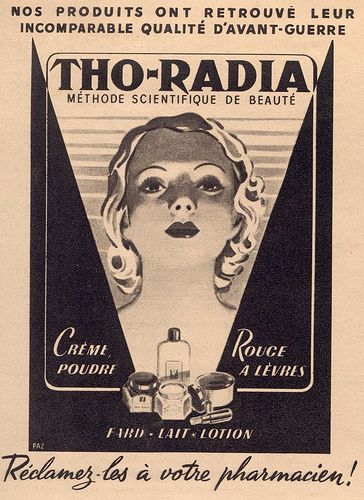 NOS PRODUITS ONT RETROUVÉ LEUR
INCOMPARABLE QUALITÉ D'AVANT-GUERRE
THO-RADIA
MÉTHODE SCIENTIFIQUE DE BEAUTÉ
CRÈME,
POUDRE
ROUGE
A LÈVRES
FARD - LAIT - LOTION
PAZ
Réclamez-les à votre pharmacien!